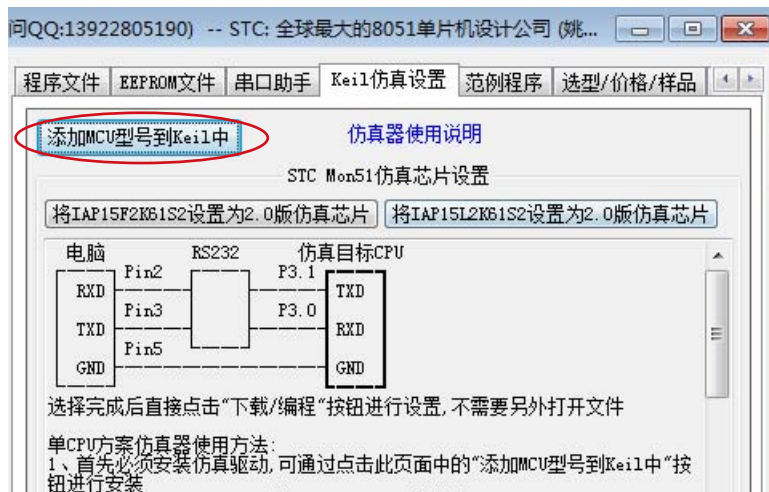 问QQ:13922805190) -- STC: 全球最大的8051单片机设计公司 (姚...
程序文件 EEPROM文件 串口助手 Keil仿真设置 范例程序 选型/价格/样品
添加MCU型号到Keil中 仿真器使用说明
STC Mon51仿真芯片设置
将IAP15F2K61S2设置为2.0版仿真芯片 将IAP15L2K61S2设置为2.0版仿真芯片
电脑 RS232 仿真目标CPU
Pin2 P3.1
RXD TXD
Pin3 P3.0
TXD RXD
Pin5
GND GND
选择完成后直接点击“下载/编程“按钮进行设置,不需要另外打开文件
单CPU方案仿真器使用方法:
1、首先必须安装仿真驱动,可通过点击此页面中的“添加MCU型号到Keil中“按
钮进行安装